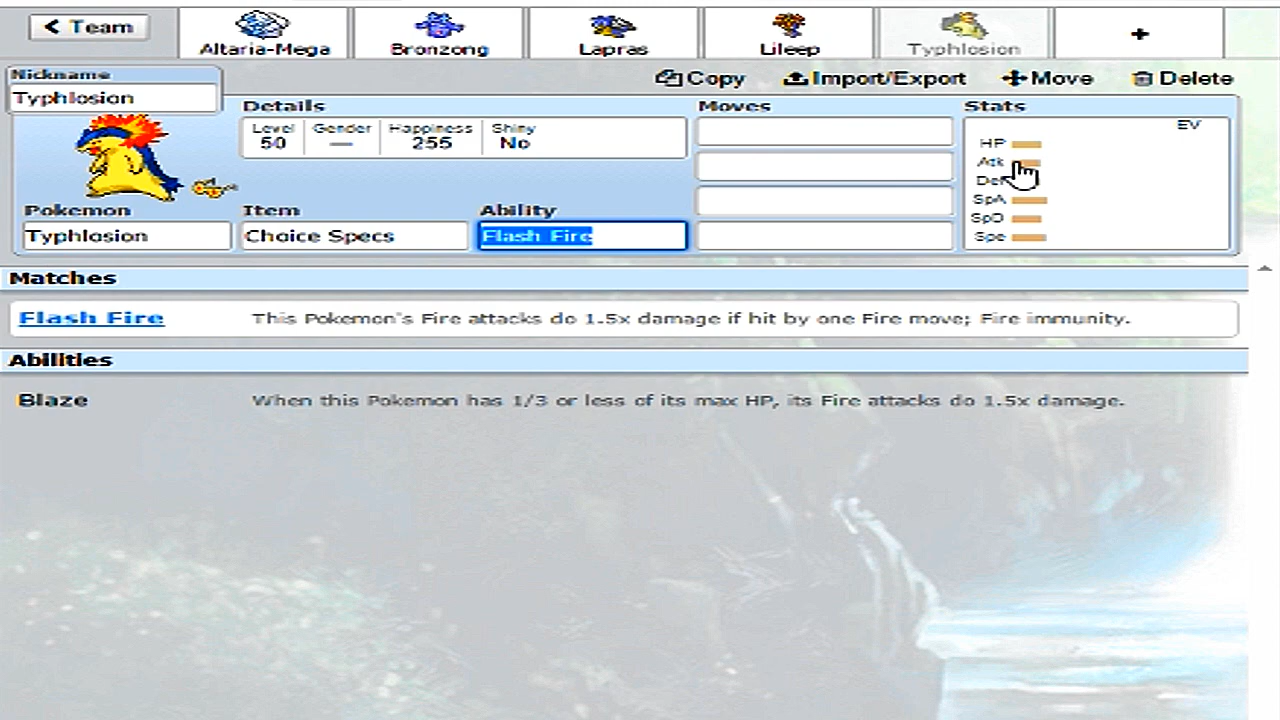 < Team
Altaria-Mega
Bronzong
Lapras
Lileep
Typhlosion
+
Nickname
Typhlosion
Copy
Import/Export
Move
Delete
Details
Moves
Stats
Level
Gender
Happiness
Shiny
50
—
255
No
EV
HP
Atk
Def
SpA
SpD
Spe
Pokemon
Item
Ability
Typhlosion
Choice Specs
Flash Fire
Matches
Flash Fire
This Pokemon's Fire attacks do 1.5x damage if hit by one Fire move; Fire immunity.
Abilities
Blaze
When this Pokemon has 1/3 or less of its max HP, its Fire attacks do 1.5x damage.